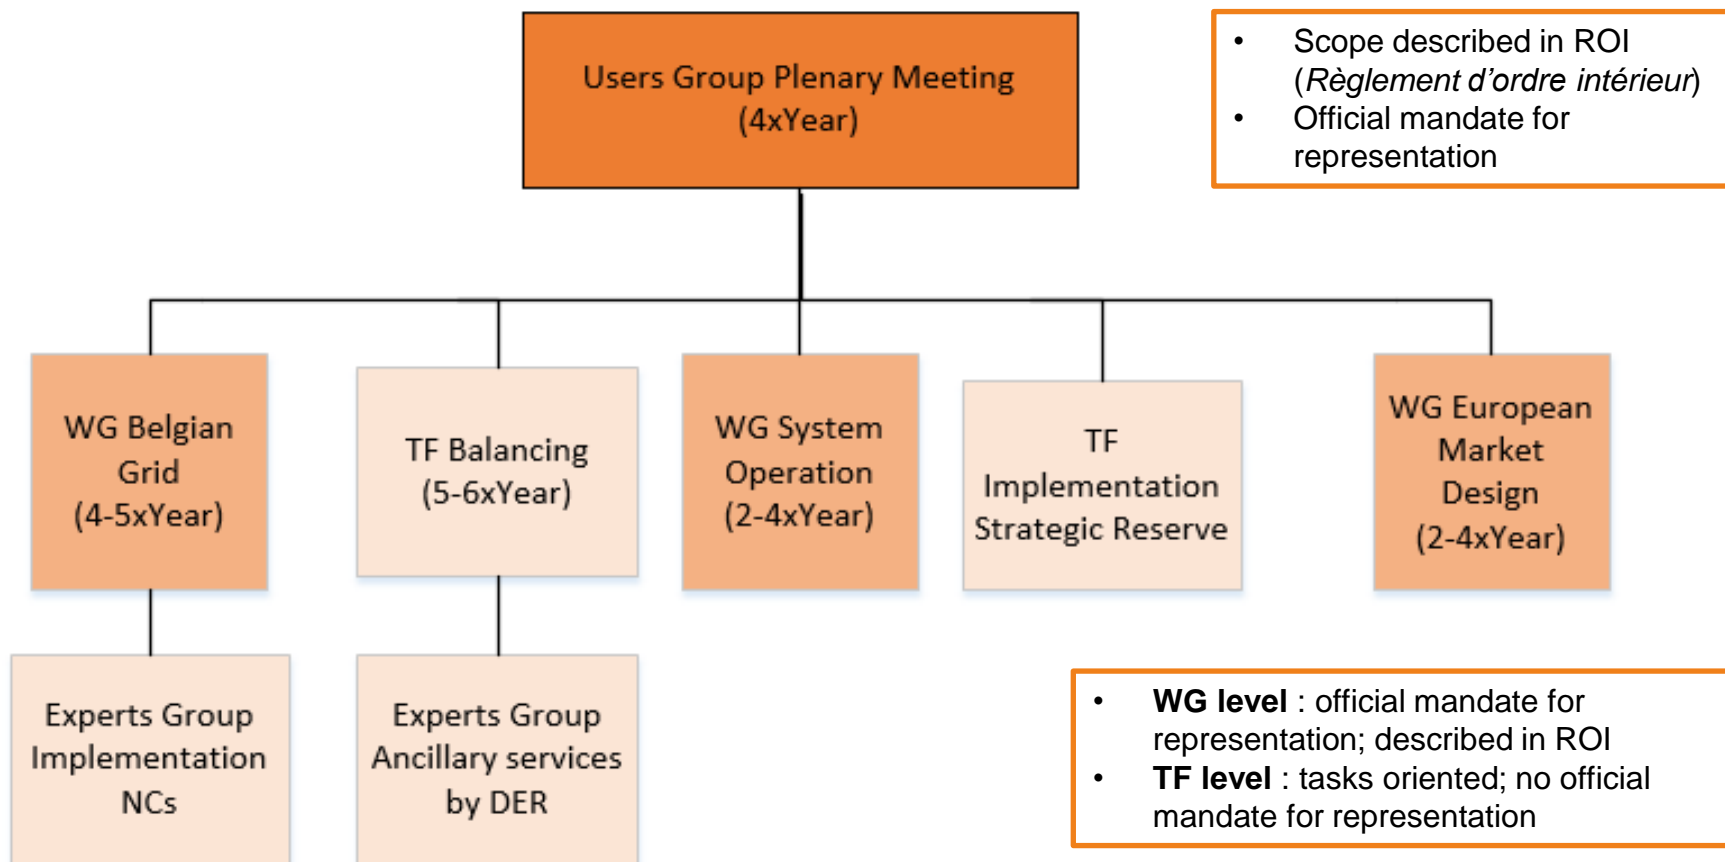 Users Group Plenary Meeting
(4xYear)
• Scope described in ROI
(Règlement d’ordre intérieur)
• Official mandate for
representation
WG Belgian
Grid
(4-5xYear)
TF Balancing
(5-6xYear)
WG System
Operation
(2-4xYear)
TF
Implementation
Strategic Reserve
WG European
Market
Design
(2-4xYear)
Experts Group
Implementation
NCs
Experts Group
Ancillary services
by DER
• WG level : official mandate for
representation; described in ROI
• TF level : tasks oriented; no official
mandate for representation